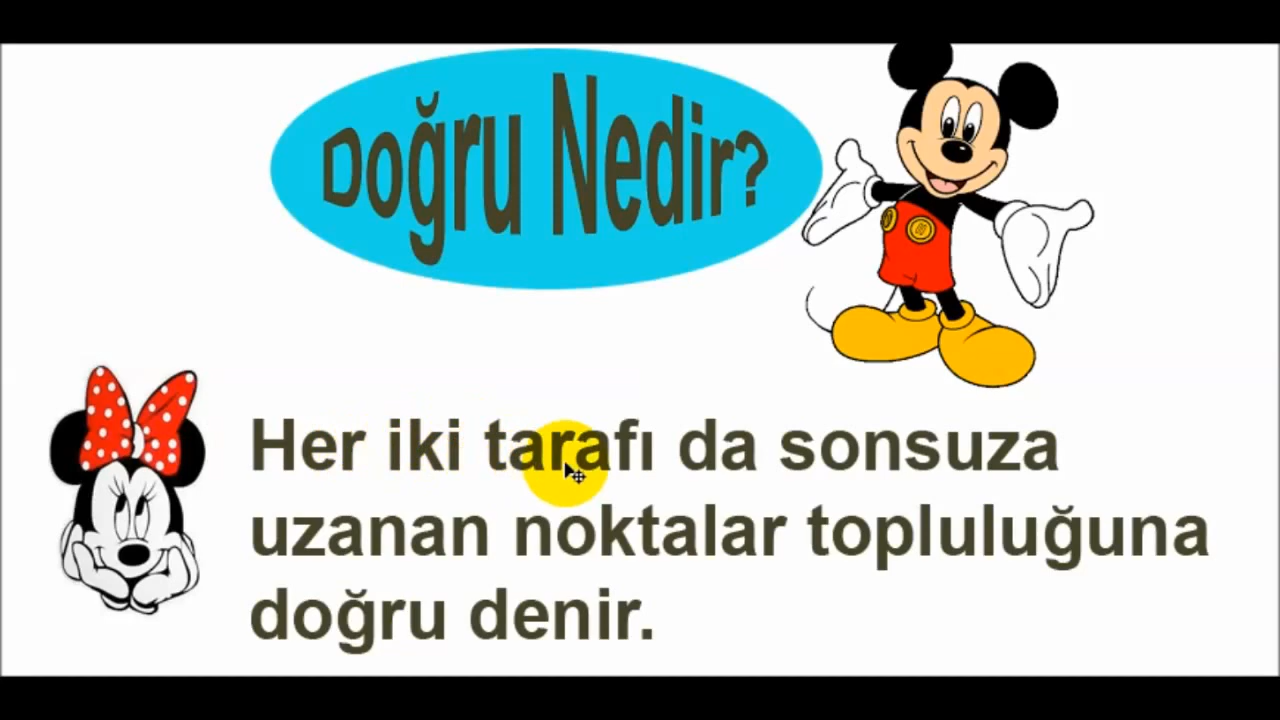 Doğru Nedir?
Her iki tarafı da sonsuza
uzanan noktalar topluluğuna
doğru denir.